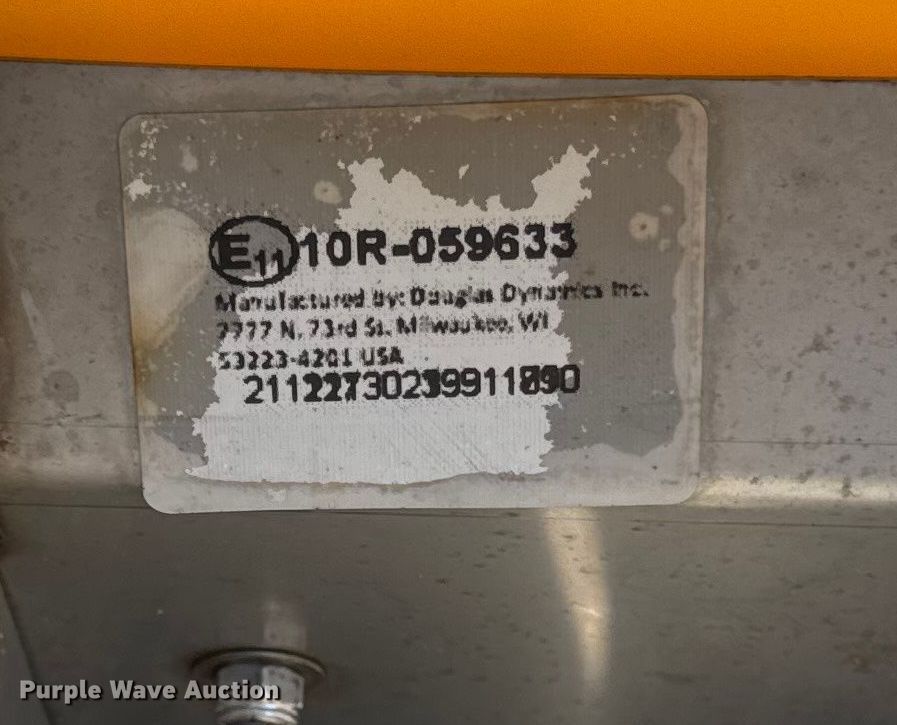 E11 10R-059633
Manufactured by: Douglas Dynamics Inc.
7777 N. 73rd St. Milwaukee, WI
53223-4201 USA
Purple Wave Auction